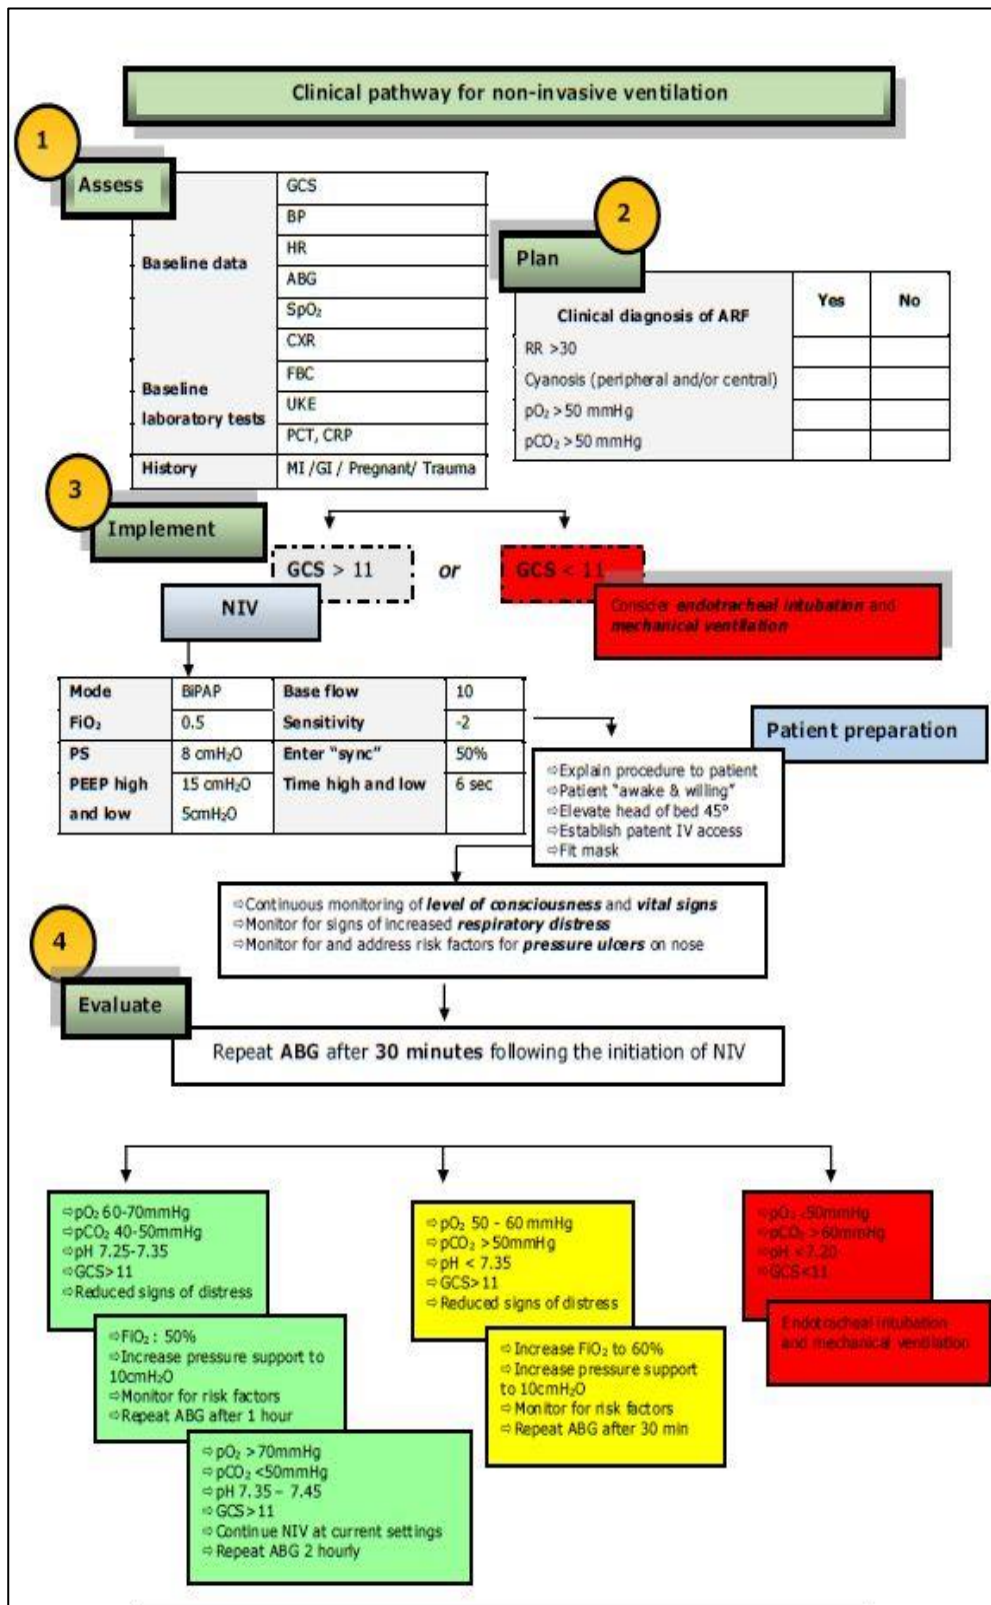 Clinical pathway for non-invasive ventilation
1
Assess
GCS
BP
HR
Baseline data
ABG
SpO₂
CXR
FBC
Baseline
laboratory tests
UKE
PCT, CRP
History
MI /GI / Pregnant/ Trauma
2
Plan
Clinical diagnosis of ARF
Yes
No
RR >30
Cyanosis (peripheral and/or central)
pO₂ > 50 mmHg
pCO₂ > 50 mmHg
3
Implement
GCS > 11
or
GCS < 11
Consider endotracheal intubation and
mechanical ventilation
NIV
Mode BiPAP Base flow 10
FiO₂ 0.5 Sensitivity -2
PS 8 cmH₂O Enter "sync" 50%
PEEP high 15 cmH₂O Time high and low 6 sec
and low 5cmH₂O
Patient preparation
⇨Explain procedure to patient
⇨Patient "awake & willing"
⇨Elevate head of bed 45°
⇨Establish patent IV access
⇨Fit mask
⇨Continuous monitoring of level of consciousness and vital signs
⇨Monitor for signs of increased respiratory distress
⇨Monitor for and address risk factors for pressure ulcers on nose
4
Evaluate
Repeat ABG after 30 minutes following the initiation of NIV
⇨pO₂ 60-70mmHg
⇨pCO₂ 40-50mmHg
⇨pH 7.25-7.35
⇨GCS>11
⇨Reduced signs of distress
⇨FiO₂ : 50%
⇨Increase pressure support to
10cmH₂O
⇨Monitor for risk factors
⇨Repeat ABG after 1 hour
⇨pO₂ >70mmHg
⇨pCO₂ <50mmHg
⇨pH 7.35 – 7.45
⇨GCS>11
⇨Continue NIV at current settings
⇨Repeat ABG 2 hourly
⇨pO₂ 50 - 60 mmHg
⇨pCO₂ >50mmHg
⇨pH < 7.35
⇨GCS>11
⇨Reduced signs of distress
⇨Increase FiO₂ to 60%
⇨Increase pressure support
to 10cmH₂O
⇨Monitor for risk factors
⇨Repeat ABG after 30 min
⇨pO₂ <50mmHg
⇨pCO₂ >60mmHg
⇨pH <7.20
⇨GCS<11
Endotracheal intubation
and mechanical ventilation